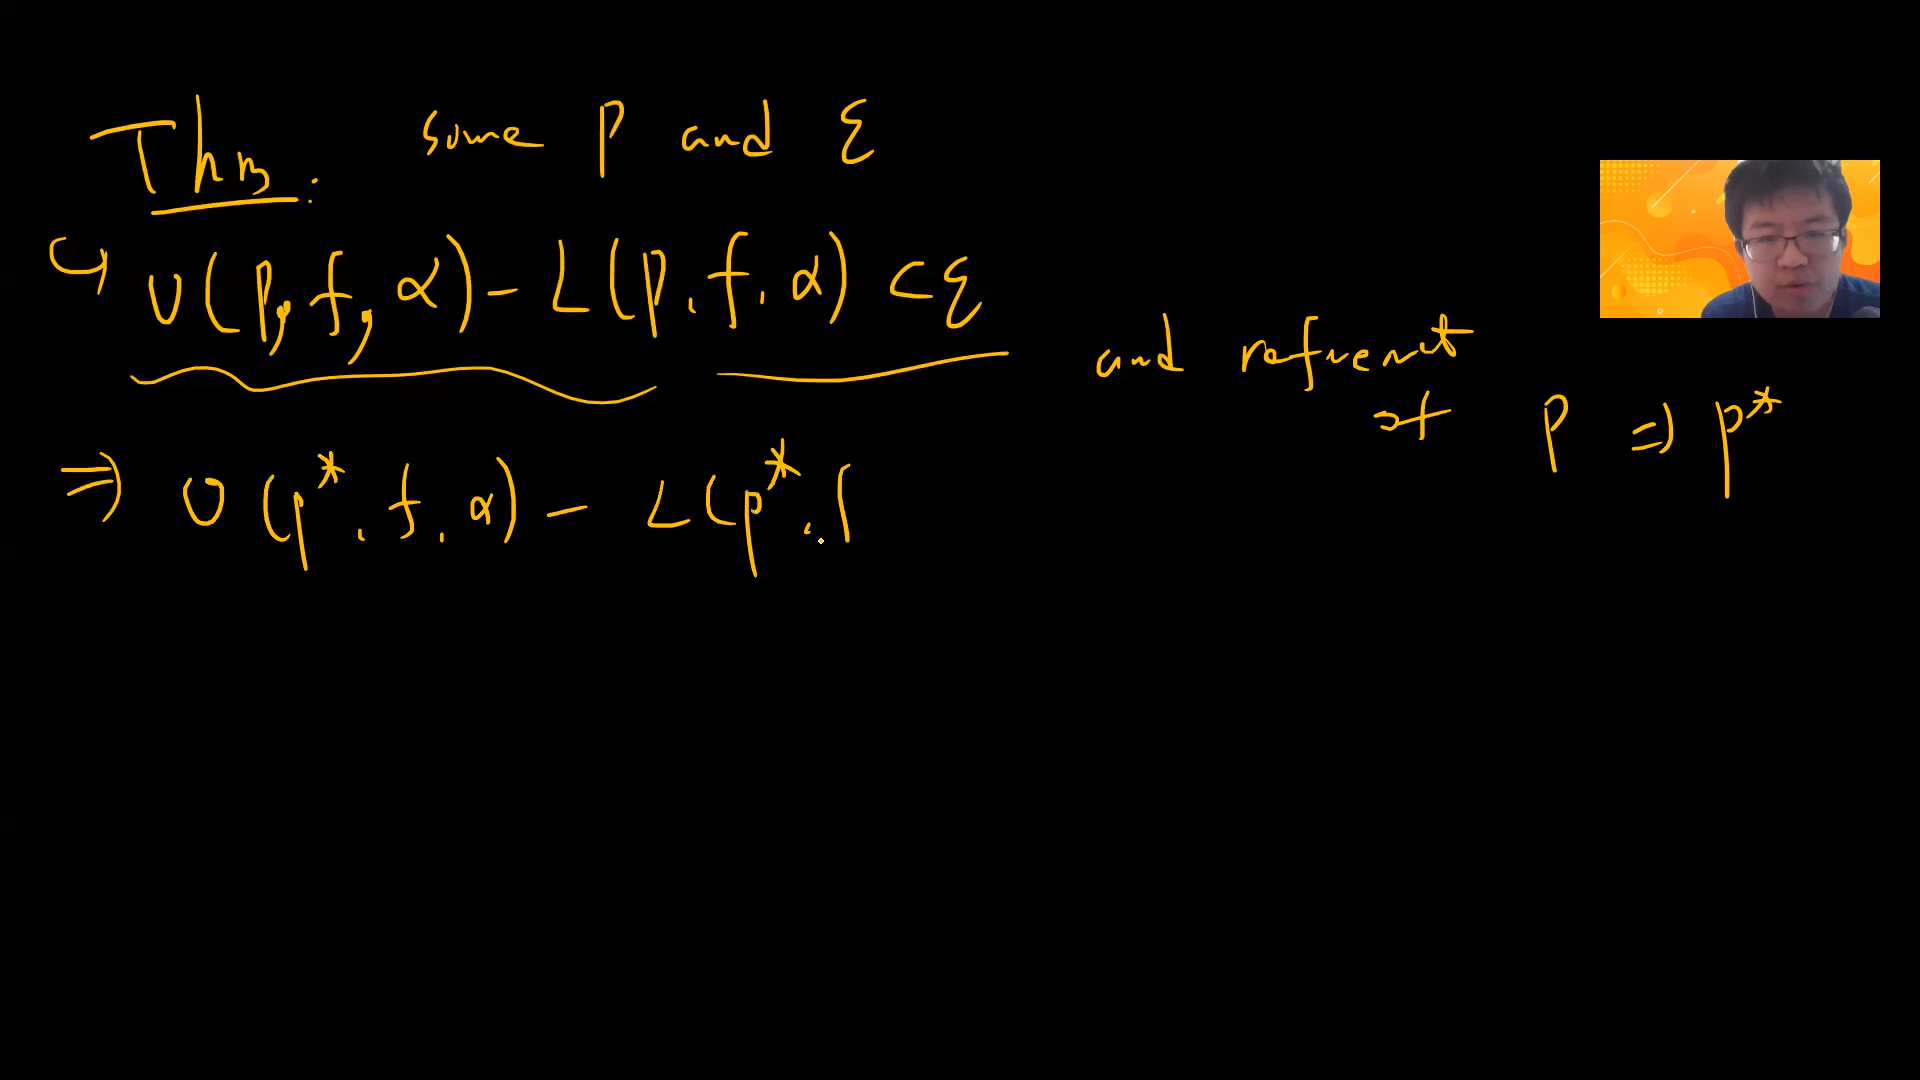 Thm: some P and ε
↪ U(P, f, α) - L(P, f, α) < ε
and refinement
of P ⇒ P*
⇒ U(P*, f, α) - L(P*, f